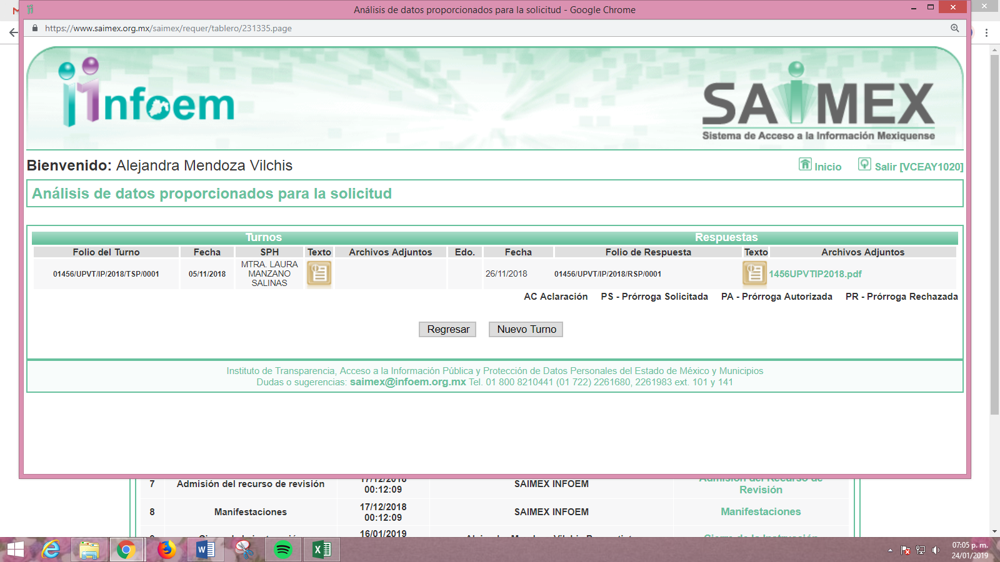 Análisis de datos proporcionados para la solicitud - Google Chrome
https://www.saimex.org.mx/saimex/requer/tablero/231335.page
infoem
SAIMEX
Sistema de Acceso a la Información Mexiquense
Bienvenido: Alejandra Mendoza Vilchis
Inicio Salir [VCEAY1020]
Análisis de datos proporcionados para la solicitud
Turnos Respuestas
Folio del Turno Fecha SPH Texto Archivos Adjuntos Edo. Fecha Folio de Respuesta Texto Archivos Adjuntos
01456/UPVT/IP/2018/TSP/0001 05/11/2018 MTRA. LAURA MANZANO SALINAS 26/11/2018 01456/UPVT/IP/2018/RSP/0001 1456UPVTIP2018.pdf
AC Aclaración PS - Prórroga Solicitada PA - Prórroga Autorizada PR - Prórroga Rechazada
Regresar Nuevo Turno
Instituto de Transparencia, Acceso a la Información Pública y Protección de Datos Personales del Estado de México y Municipios
Dudas o sugerencias: saimex@infoem.org.mx Tel. 01 800 8210441 (01 722) 2261680, 2261983 ext. 101 y 141
7 Admisión del recurso de revisión 17/12/2018 00:12:09 SAIMEX INFOEM Admisión del Recurso de Revisión
8 Manifestaciones 17/12/2018 00:12:09 SAIMEX INFOEM Manifestaciones
16/01/2019
07:05 p. m.
24/01/2019